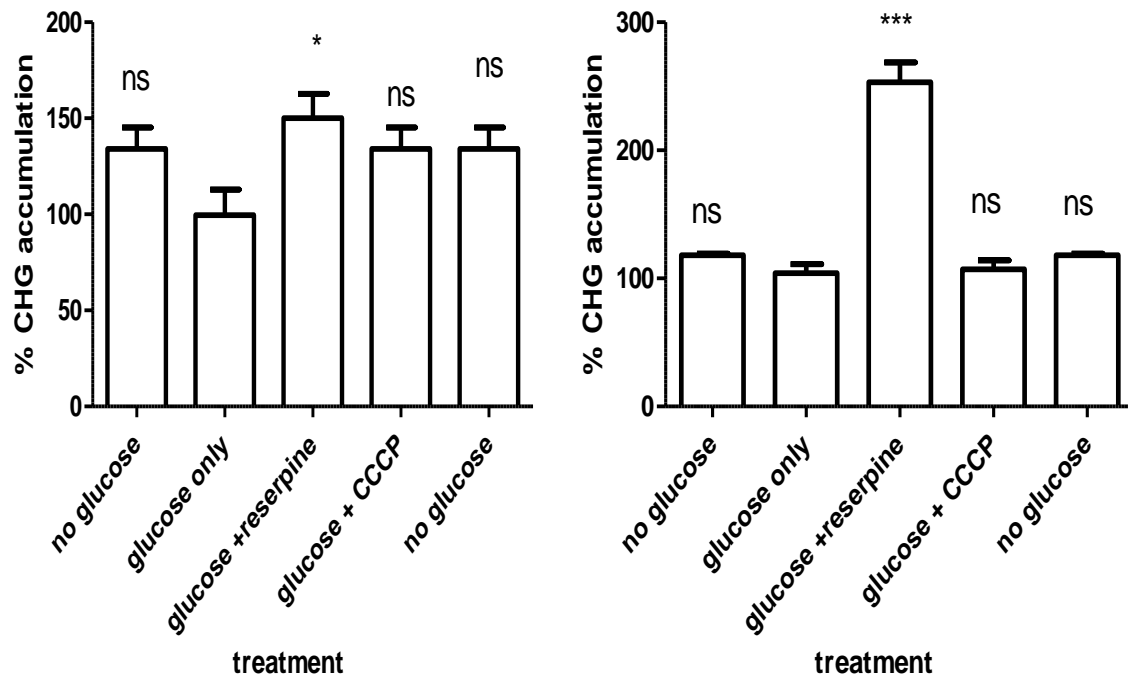 % CHG accumulation
200
150
100
50
0
ns
*
ns
ns
no glucose
glucose only
glucose +reserpine
glucose + CCCP
no glucose
treatment
% CHG accumulation
300
200
100
0
ns
***
ns
ns
no glucose
glucose only
glucose +reserpine
glucose + CCCP
no glucose
treatment